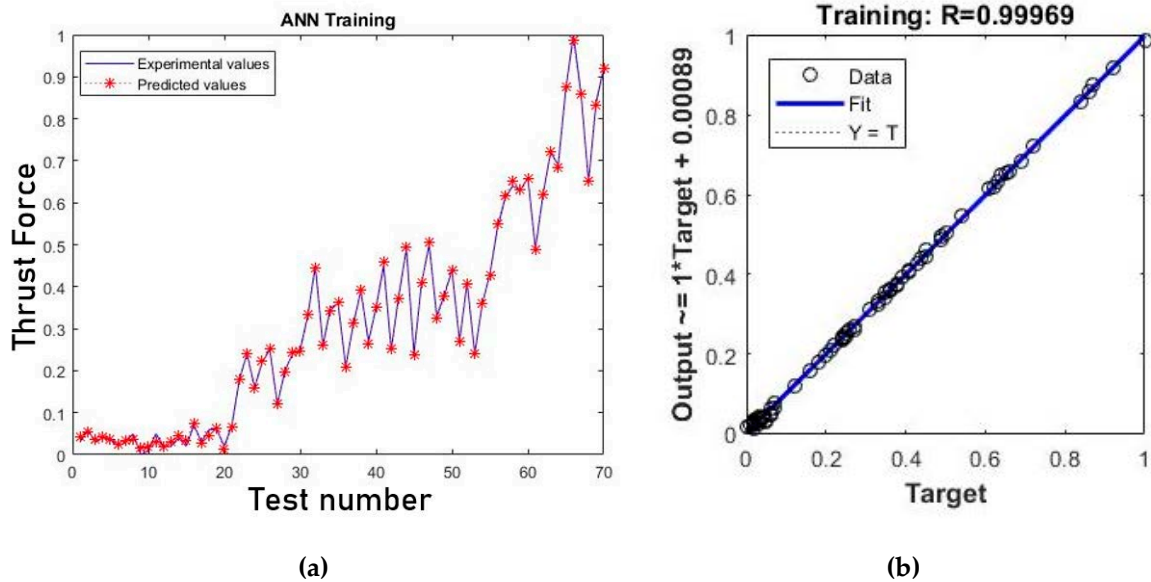 ANN Training
1
0.9
0.8
0.7
0.6
0.5
0.4
0.3
0.2
0.1
0
Thrust Force
Experimental values
Predicted values
0 10 20 30 40 50 60 70
Test number
(a)
Training: R=0.99969
Output ~= 1*Target + 0.00089
1
0.8
0.6
0.4
0.2
0
Data
Fit
Y = T
0 0.2 0.4 0.6 0.8 1
Target
(b)